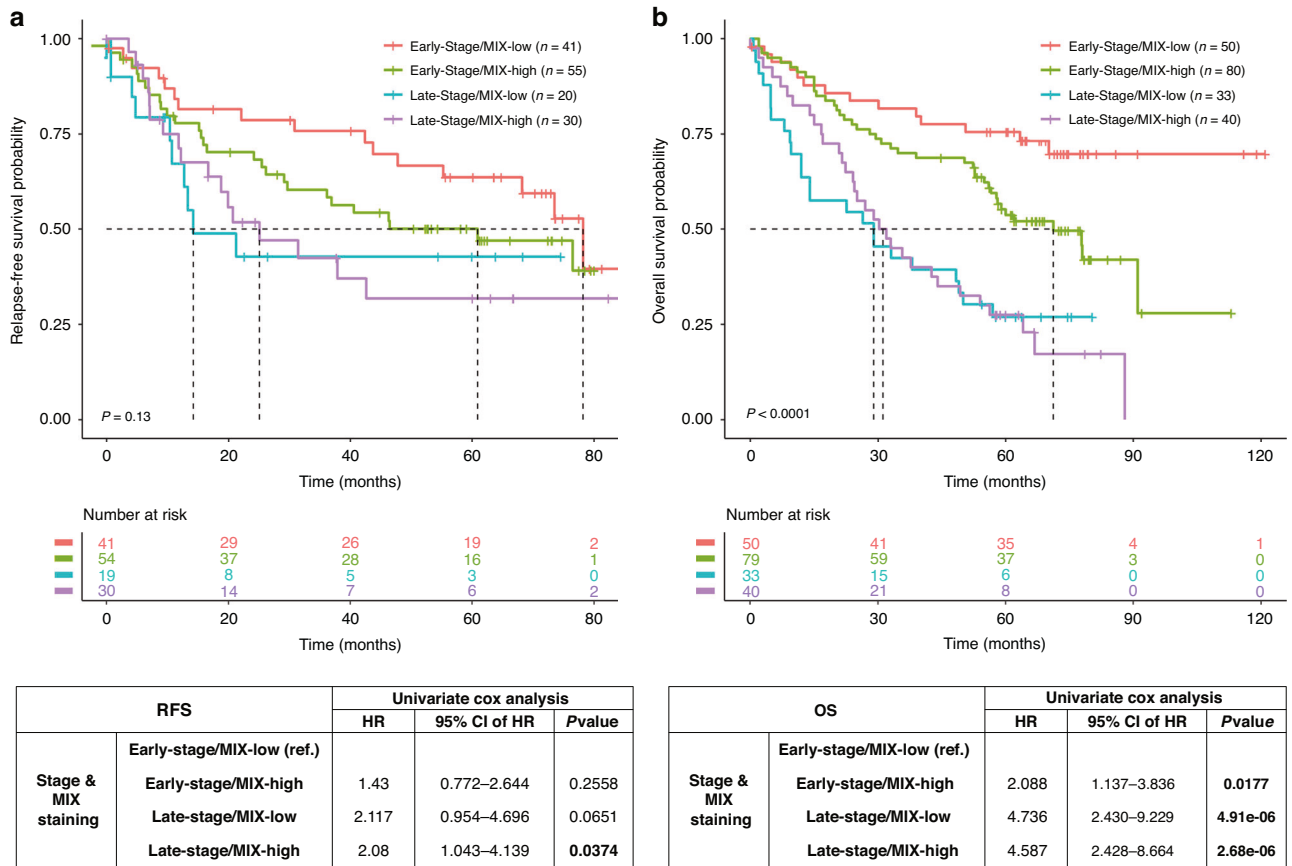 a
Relapse-free survival probability
1.00
0.75
0.50
0.25
0.00
Early-Stage/MIX-low (n = 41)
Early-Stage/MIX-high (n = 55)
Late-Stage/MIX-low (n = 20)
Late-Stage/MIX-high (n = 30)
P = 0.13
0 20 40 60 80
Time (months)
Number at risk
41 29 26 19 2
54 37 28 16 1
19 8 5 3 0
30 14 7 6 2
0 20 40 60 80
Time (months)
RFS Univariate cox analysis
HR 95% CI of HR Pvalue
Stage & MIX staining
Early-stage/MIX-low (ref.)
Early-stage/MIX-high 1.43 0.772–2.644 0.2558
Late-stage/MIX-low 2.117 0.954–4.696 0.0651
Late-stage/MIX-high 2.08 1.043–4.139 0.0374
b
Overall survival probability
1.00
0.75
0.50
0.25
0.00
Early-Stage/MIX-low (n = 50)
Early-Stage/MIX-high (n = 80)
Late-Stage/MIX-low (n = 33)
Late-Stage/MIX-high (n = 40)
P < 0.0001
0 30 60 90 120
Time (months)
Number at risk
50 41 35 4 1
79 59 37 3 0
33 15 6 0 0
40 21 8 0 0
0 30 60 90 120
Time (months)
OS Univariate cox analysis
HR 95% CI of HR Pvalue
Stage & MIX staining
Early-stage/MIX-low (ref.)
Early-stage/MIX-high 2.088 1.137–3.836 0.0177
Late-stage/MIX-low 4.736 2.430–9.229 4.91e-06
Late-stage/MIX-high 4.587 2.428–8.664 2.68e-06